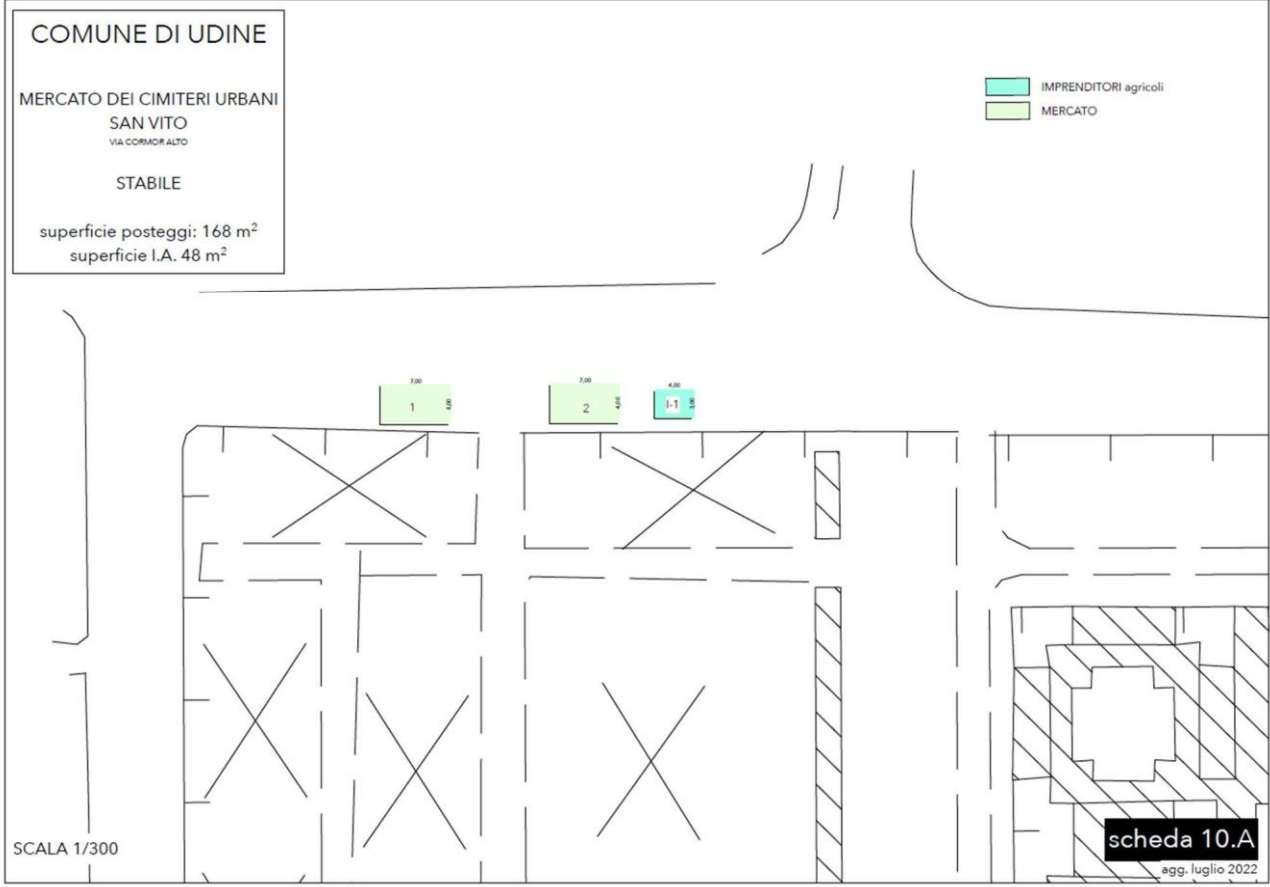 COMUNE DI UDINE
MERCATO DEI CIMITERI URBANI
SAN VITO
VIA CORMOR ALTO
STABILE
superficie posteggi: 168 m²
superficie I.A. 48 m²
IMPRENDITORI agricoli
MERCATO
7,00
1
4,00
7,00
2
4,00
4,00
I-1
3,00
SCALA 1/300
scheda 10.A
agg. luglio 2022